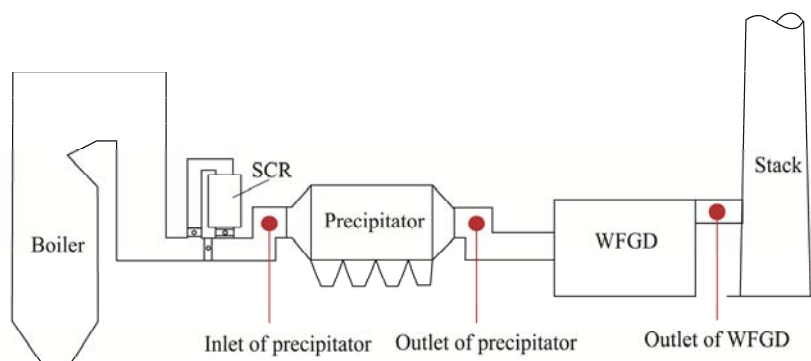 SCR
Stack
Precipitator
Boiler
WFGD
Inlet of precipitator
Outlet of precipitator
Outlet of WFGD